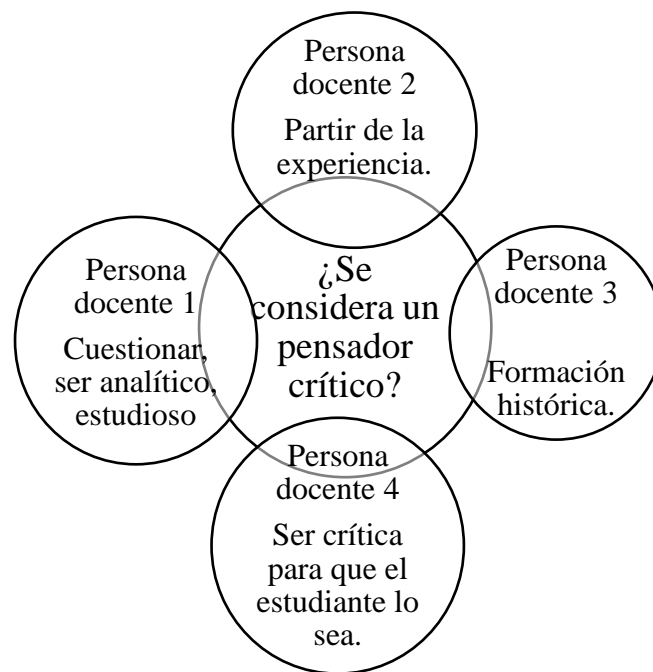 Persona
docente 2
Partir de la
experiencia.
Persona
docente 1
Cuestionar,
ser analítico,
estudioso
¿Se
considera un
pensador
crítico?
Persona
docente 3
Formación
histórica.
Persona
docente 4
Ser crítica
para que el
estudiante lo
sea.